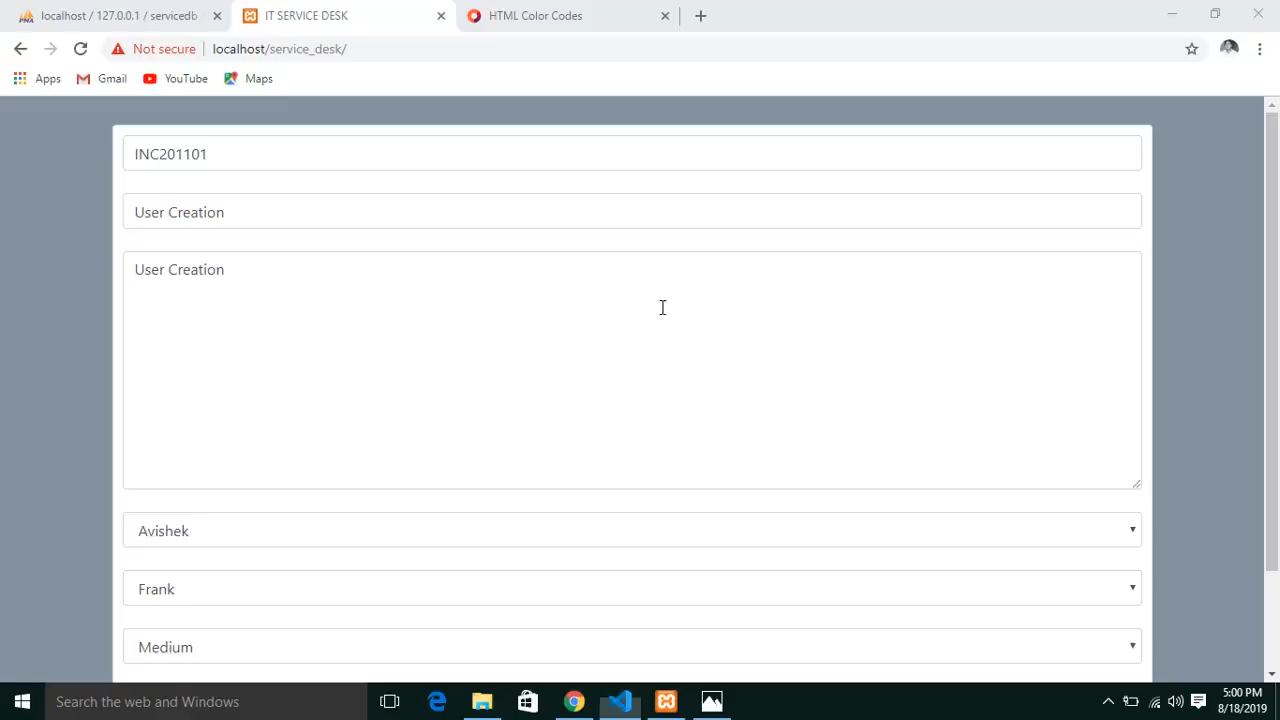 localhost / 127.0.0.1 / servicedb
IT SERVICE DESK
HTML Color Codes
Not secure
localhost/service_desk/
Apps
Gmail
YouTube
Maps
INC201101
User Creation
User Creation
Avishek
Frank
Medium
Search the web and Windows
5:00 PM
8/18/2019